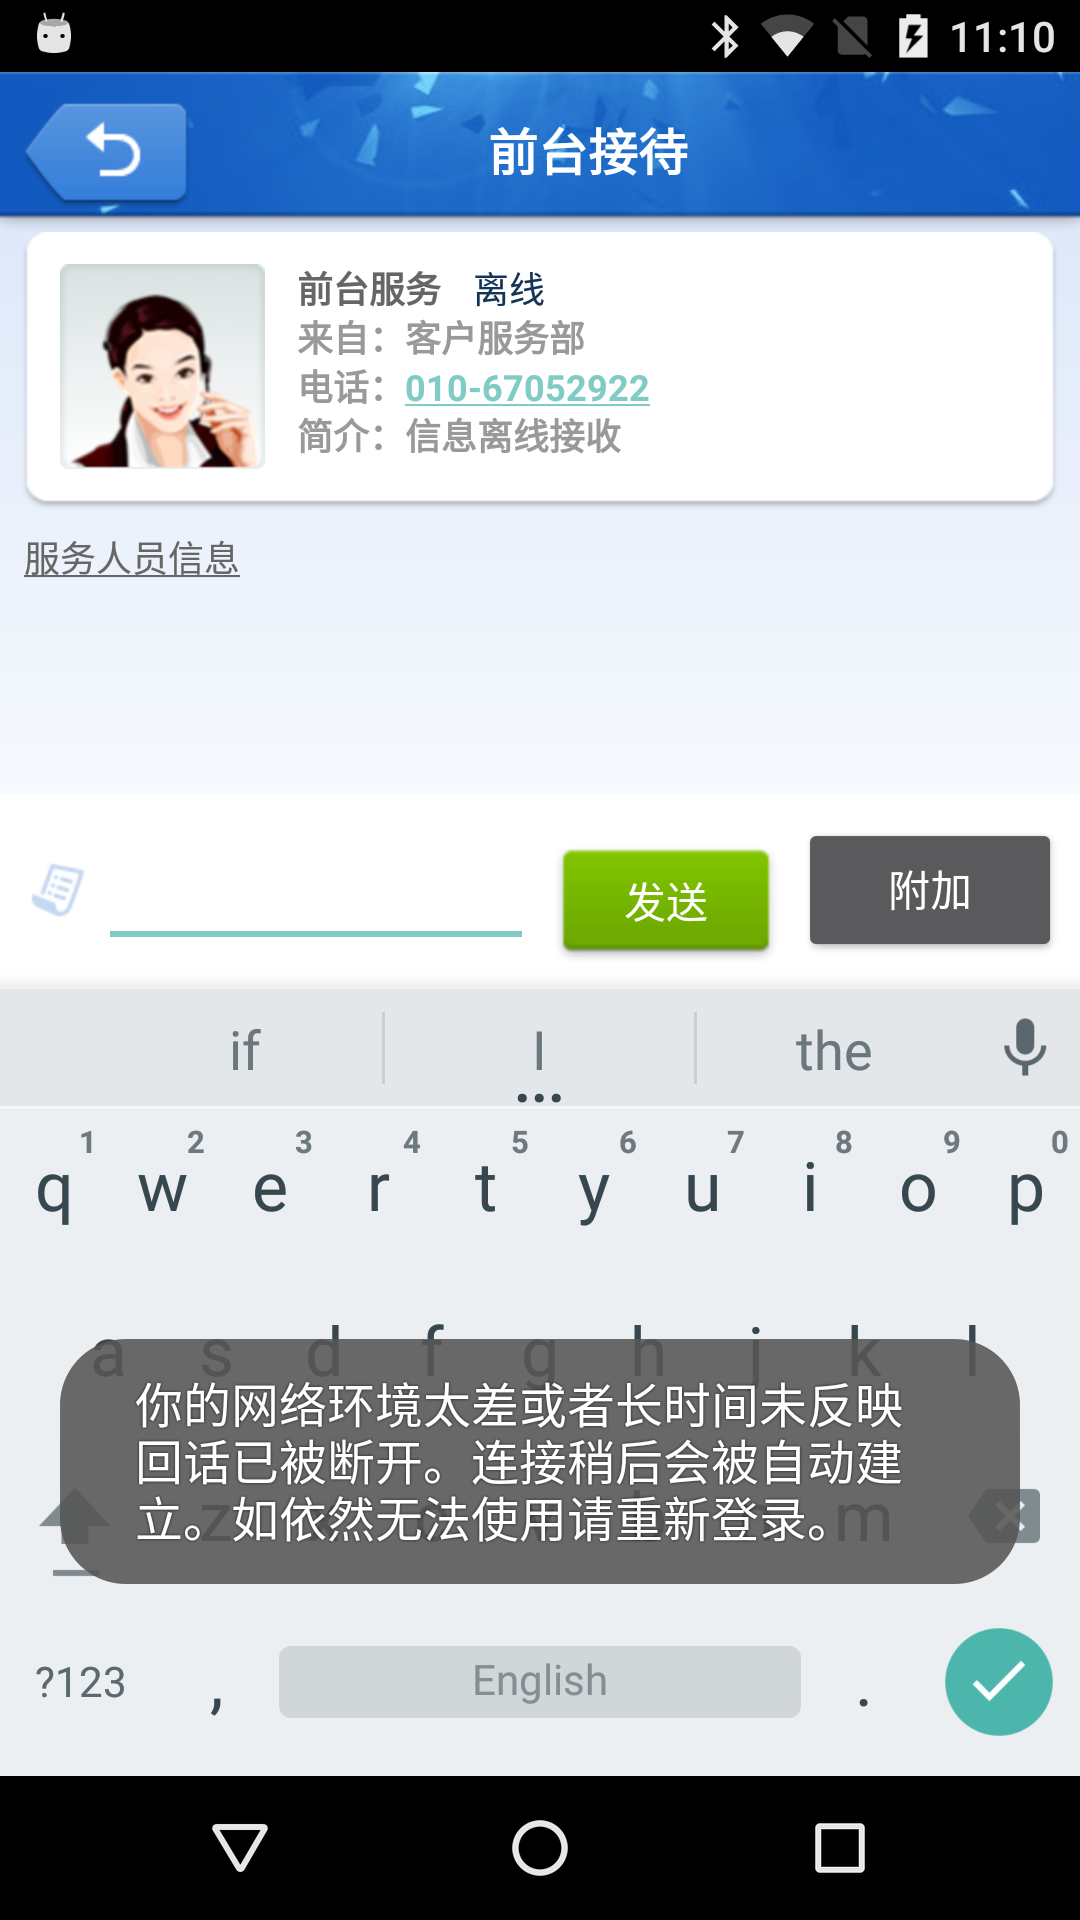 11:10
前台接待
前台服务 离线
来自：客户服务部
电话：010-67052922
简介：信息离线接收
服务人员信息
发送
附加
if I the
1 2 3 4 5 6 7 8 9 0
q w e r t y u i o p
a s d f g h j k l
你的网络环境太差或者长时间未反映
回话已被断开。连接稍后会被自动建
立。如依然无法使用请重新登录。
z m
?123 , English .